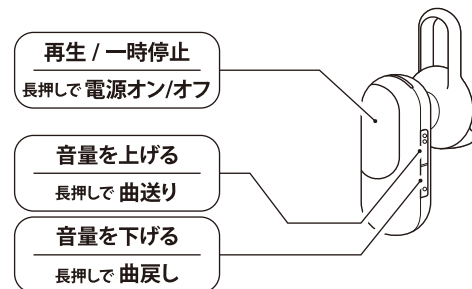 再生 / 一時停止
長押しで 電源オン/オフ
音量を上げる
長押しで 曲送り
音量を下げる
長押しで 曲戻し